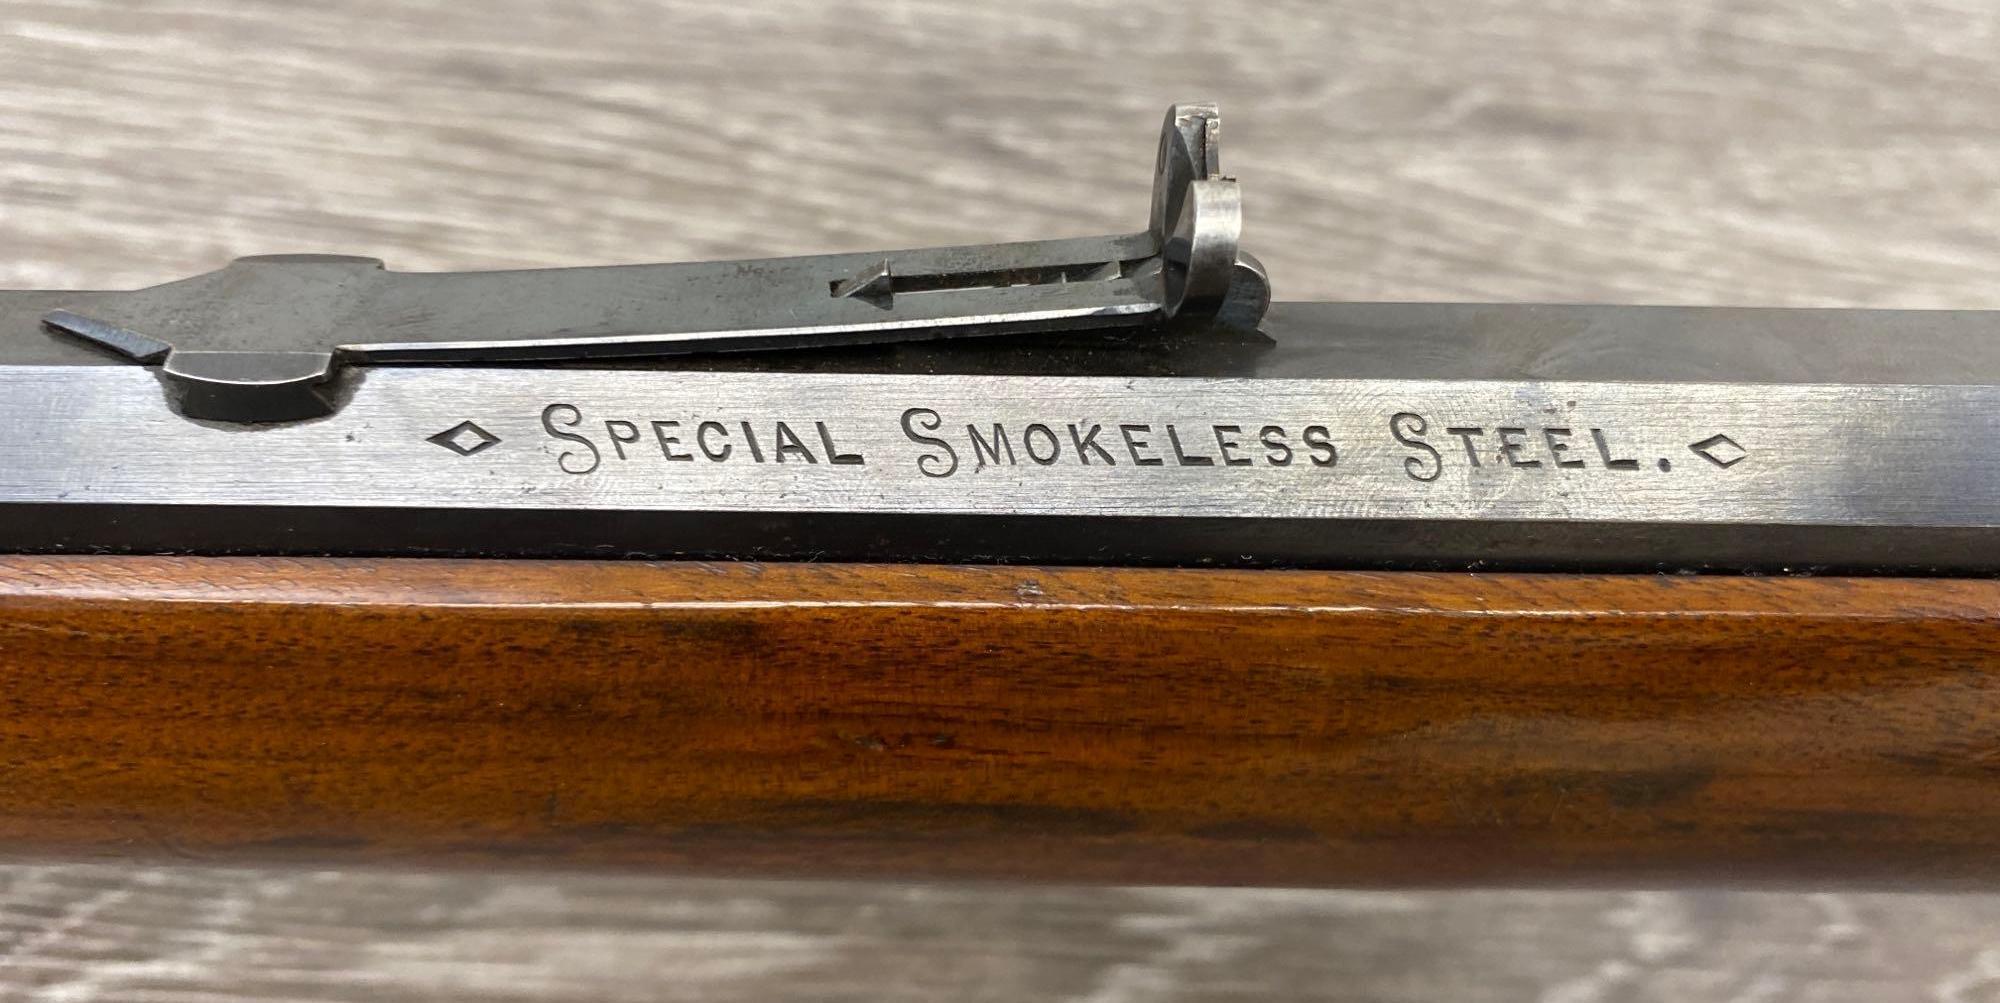 ◇ SPECIAL SMOKELESS STEEL. ◇